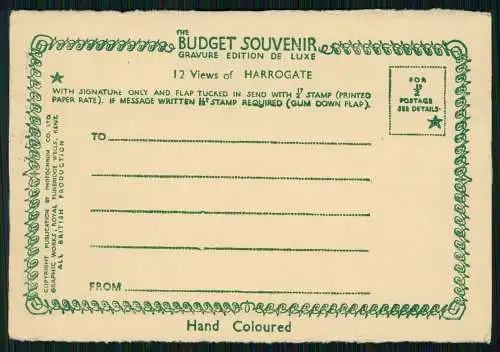 THE
BUDGET SOUVENIR
GRAVURE EDITION DE LUXE
12 Views of HARROGATE
WITH SIGNATURE ONLY AND FLAP TUCKED IN SEND WITH ½ᴰ STAMP (PRINTED
PAPER RATE). IF MESSAGE WRITTEN 1½ᴰ STAMP REQUIRED (GUM DOWN FLAP).
FOR
½ᴰ
POSTAGE
SEE DETAILS
TO
FROM
COPYRIGHT PUBLICATION BY PHOTOCHROM CO. LTD.
GRAPHIC WORKS, ROYAL TUNBRIDGE WELLS, KENT.
ALL BRITISH PRODUCTION
Hand Coloured